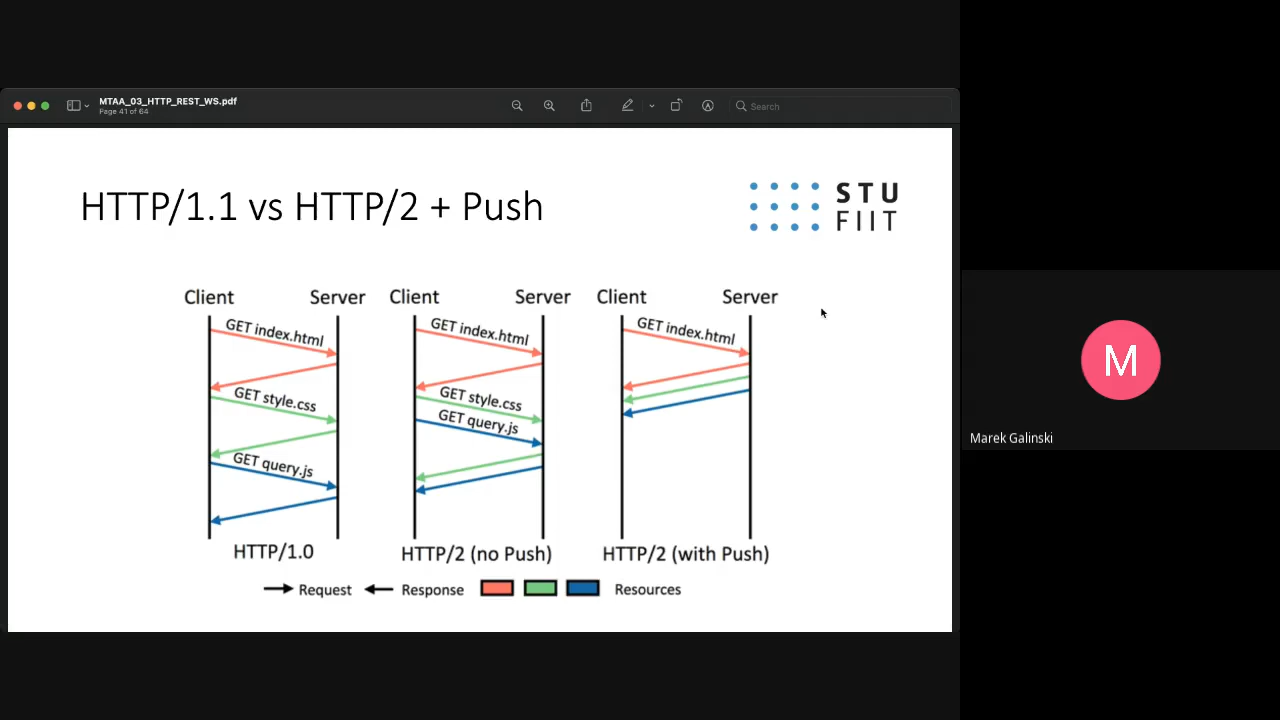 MTAA_03_HTTP_REST_WS.pdf
Page 41 of 64
Search
HTTP/1.1 vs HTTP/2 + Push
STU
FIIT
Client Server Client Server Client Server
GET index.html GET index.html GET index.html
GET style.css GET style.css
GET query.js
GET query.js
HTTP/1.0 HTTP/2 (no Push) HTTP/2 (with Push)
Request Response Resources
M
Marek Galinski